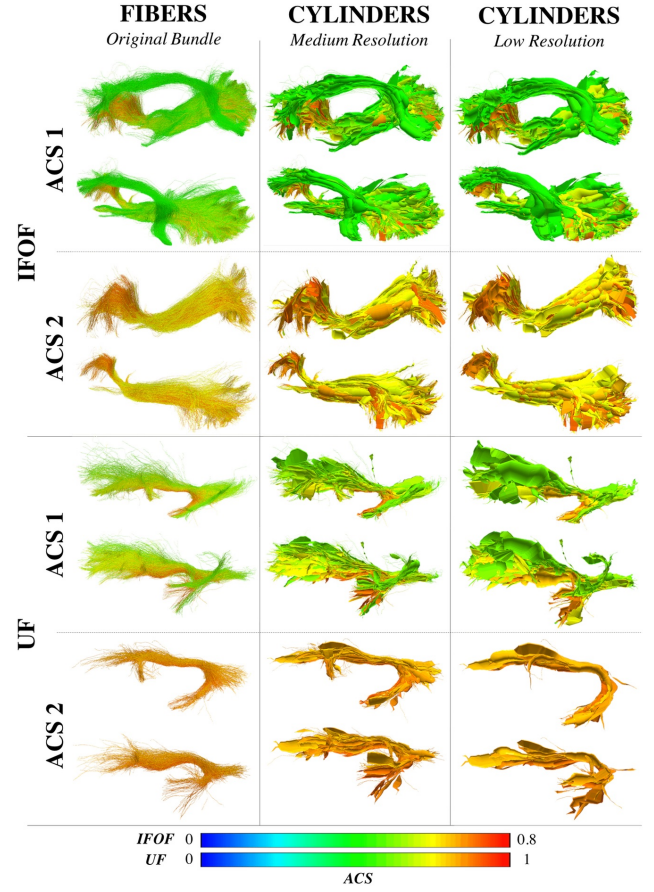 FIBERS CYLINDERS CYLINDERS
Original Bundle Medium Resolution Low Resolution
IFOF
ACS 1
ACS 2
UF
ACS 1
ACS 2
IFOF 0 0.8
UF 0 1
ACS